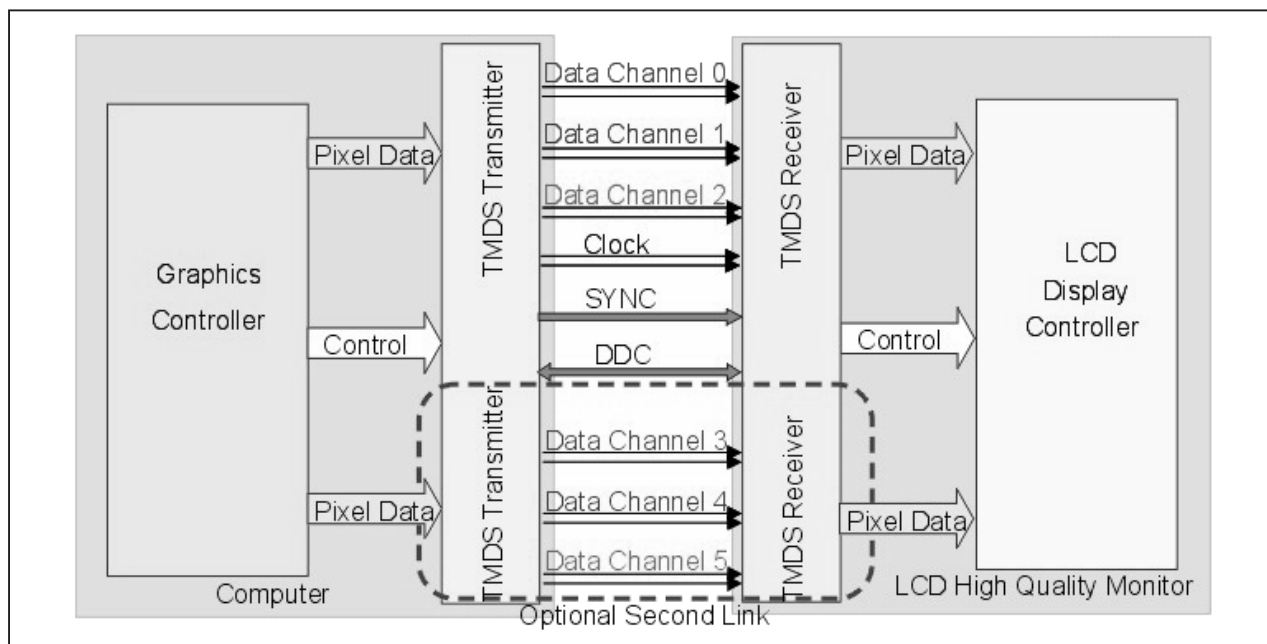 Data Channel 0
Data Channel 1
Data Channel 2
Clock
SYNC
DDC
Data Channel 3
Data Channel 4
Data Channel 5
Pixel Data
Control
Pixel Data
Graphics
Controller
Computer
TMDS Transmitter
TMDS Transmitter
TMDS Receiver
TMDS Receiver
Pixel Data
Control
Pixel Data
LCD
Display
Controller
LCD High Quality Monitor
Optional Second Link